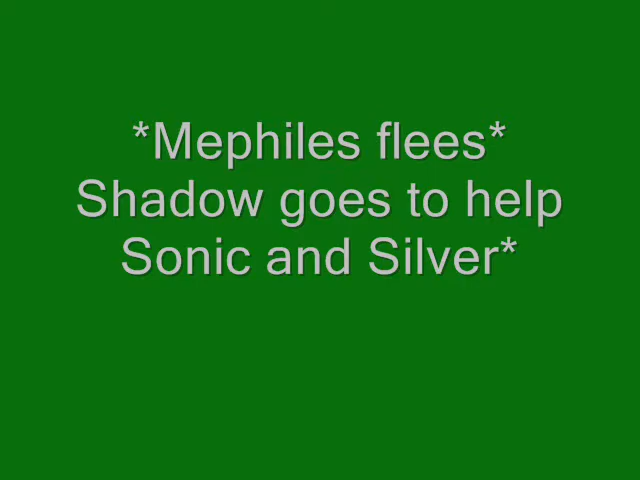 *Mephiles flees*
Shadow goes to help
Sonic and Silver*